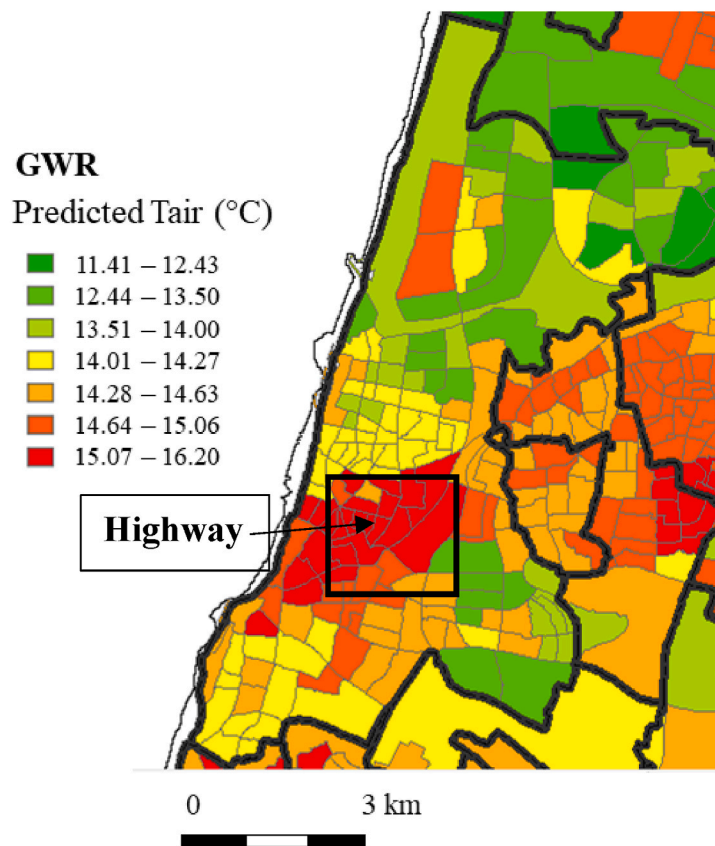 GWR
Predicted Tair (°C)
11.41 – 12.43
12.44 – 13.50
13.51 – 14.00
14.01 – 14.27
14.28 – 14.63
14.64 – 15.06
15.07 – 16.20
Highway
0 3 km